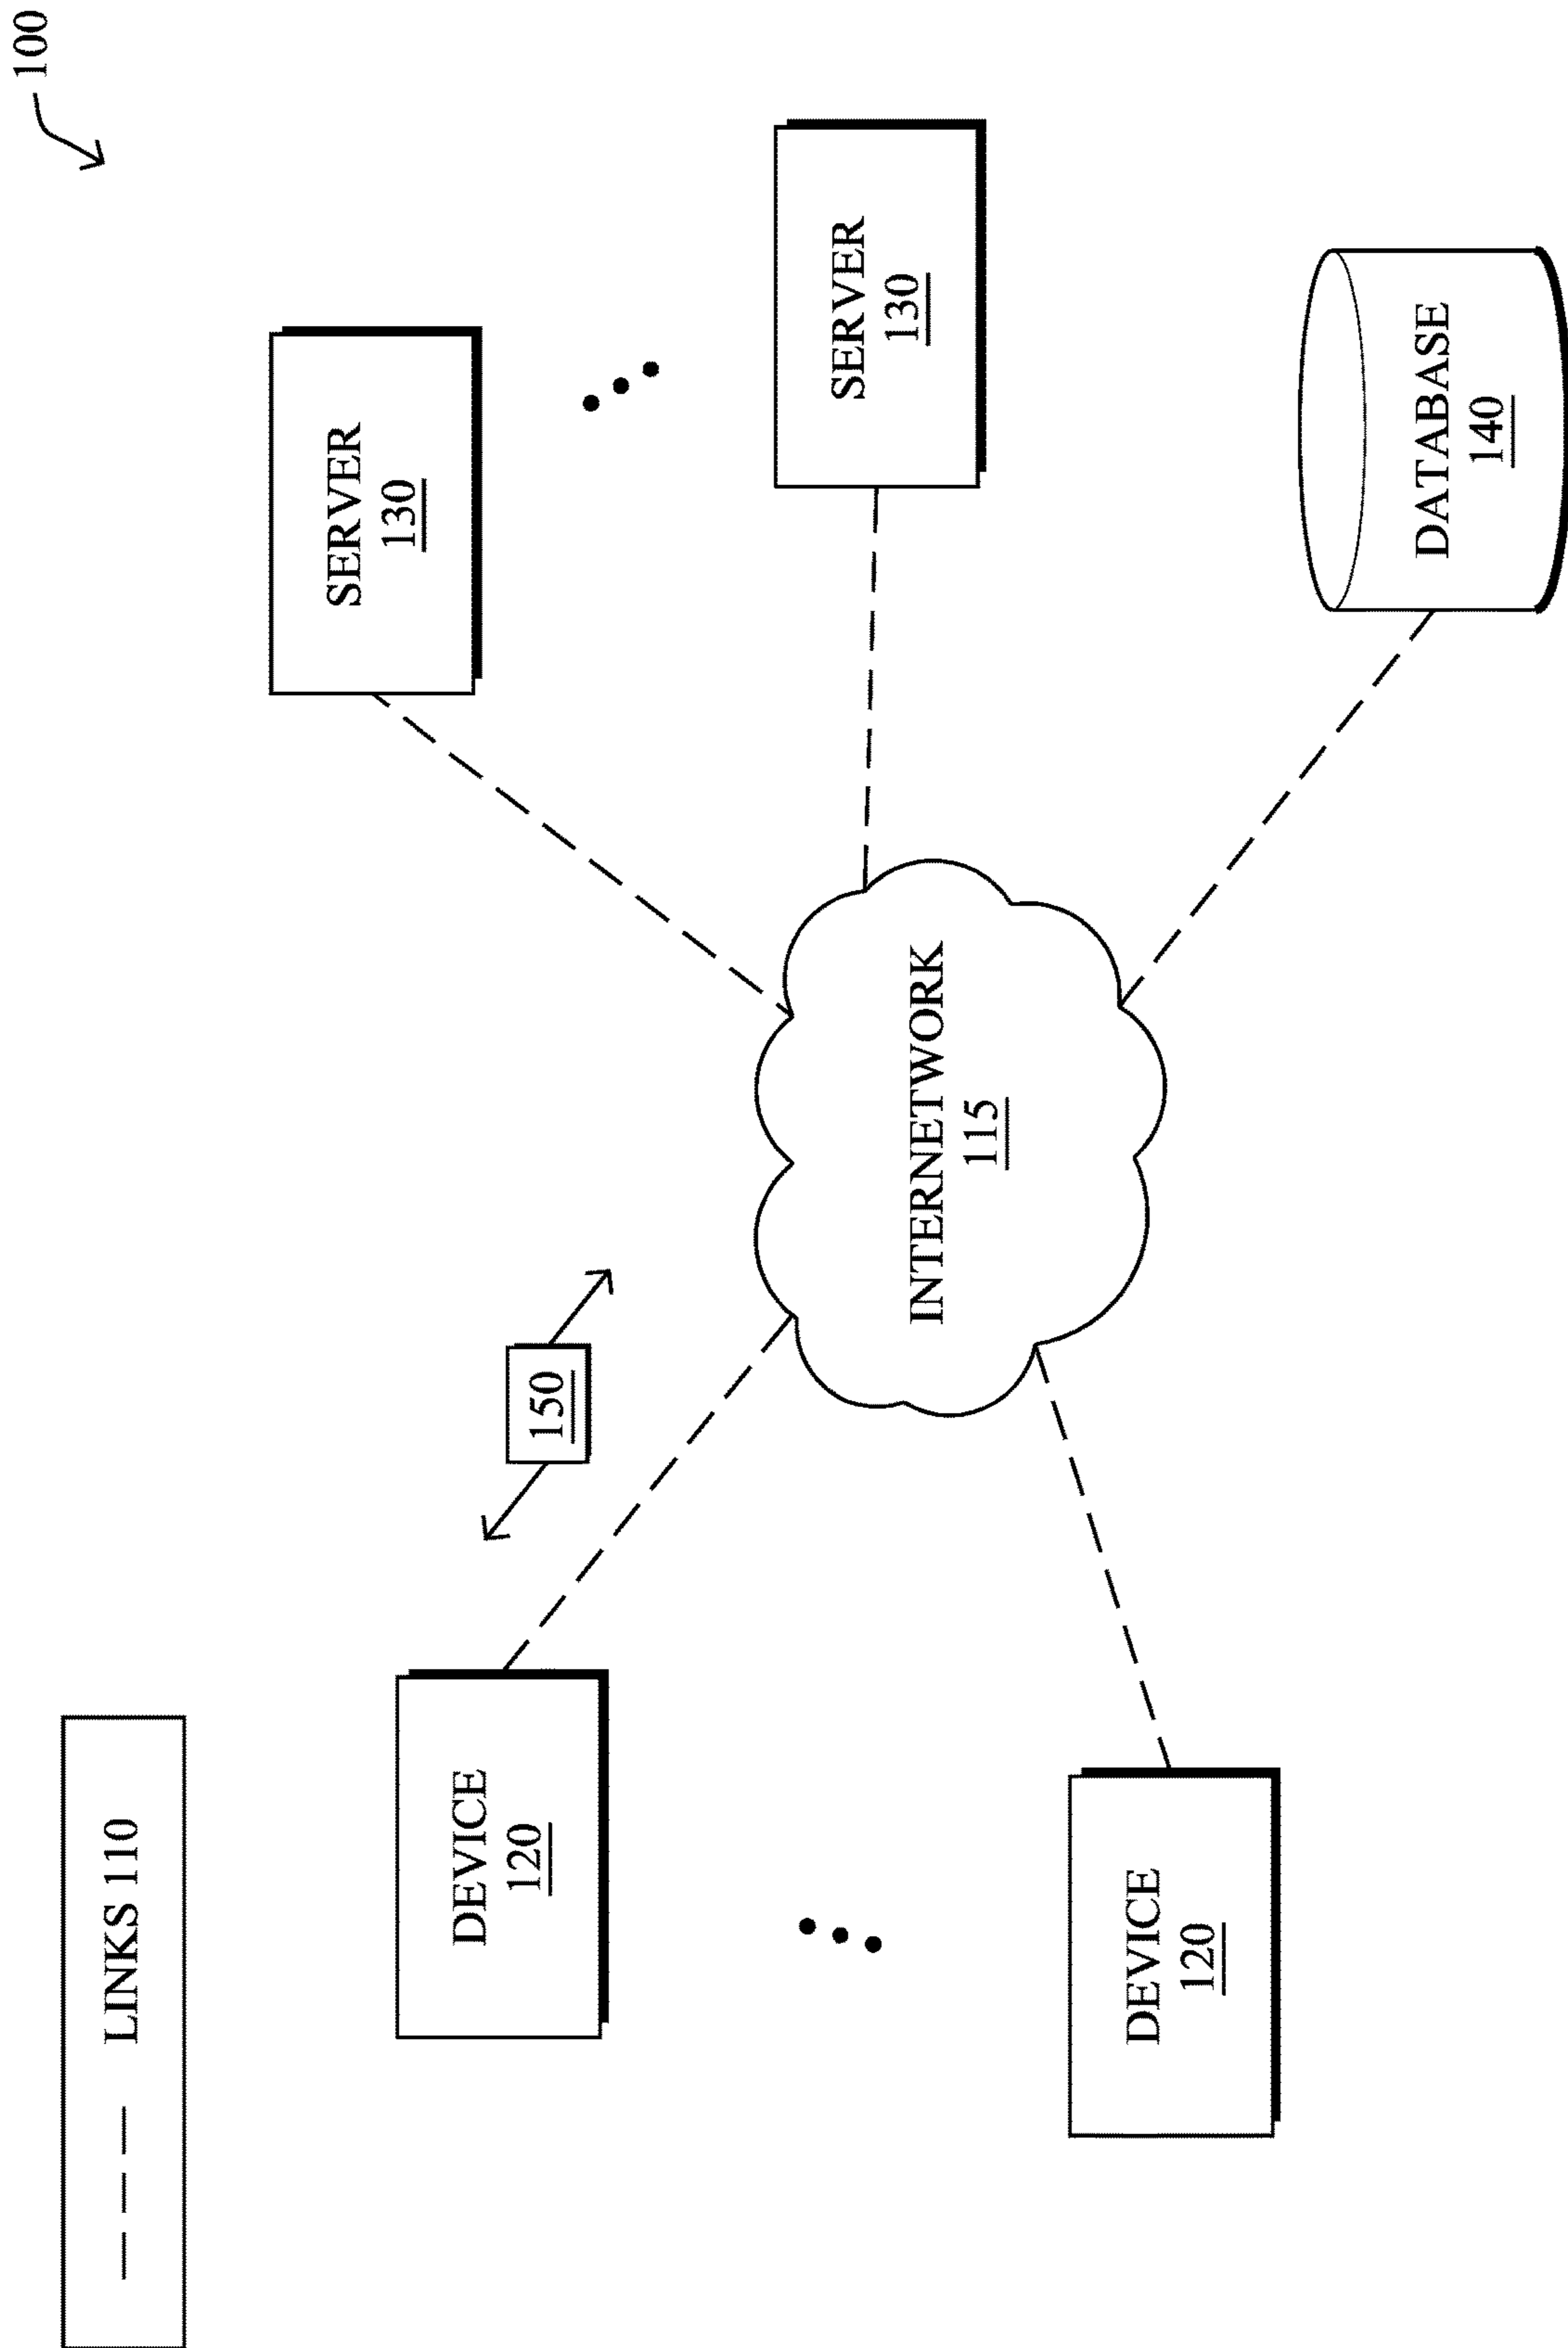 100
LINKS 110
SERVER
130
DEVICE
120
150
SERVER
130
INTERNETWORK
115
DEVICE
120
DATABASE
140